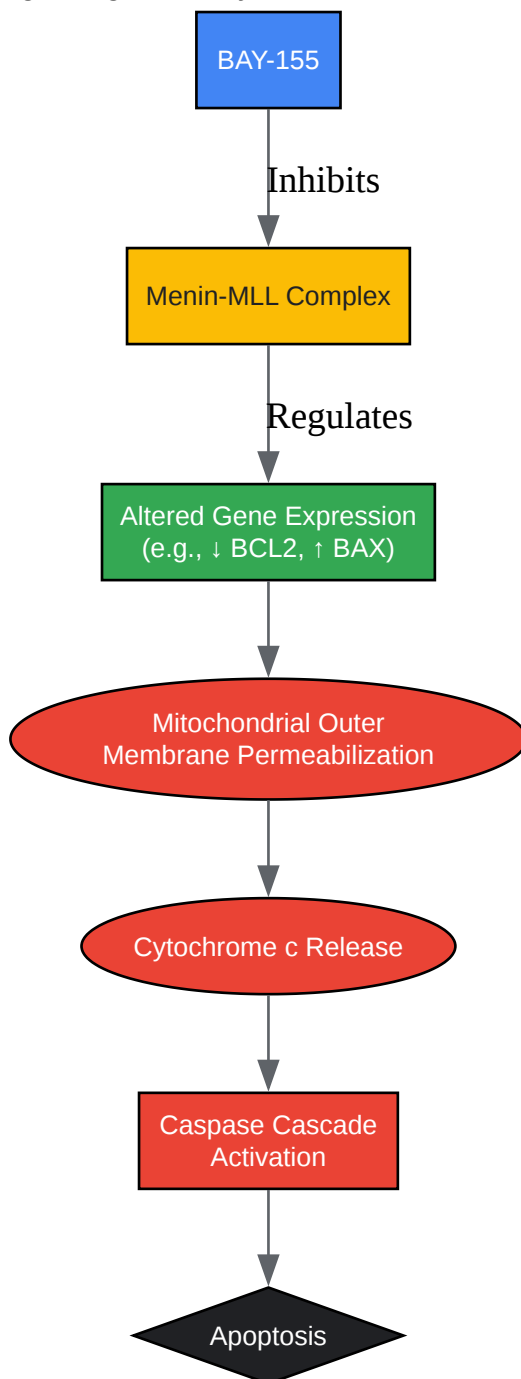 BAY-155
Inhibits
Menin-MLL Complex
Regulates
Altered Gene Expression
(e.g., ↓ BCL2, ↑ BAX)
Mitochondrial Outer
Membrane Permeabilization
Cytochrome c Release
Caspase Cascade
Activation
Apoptosis